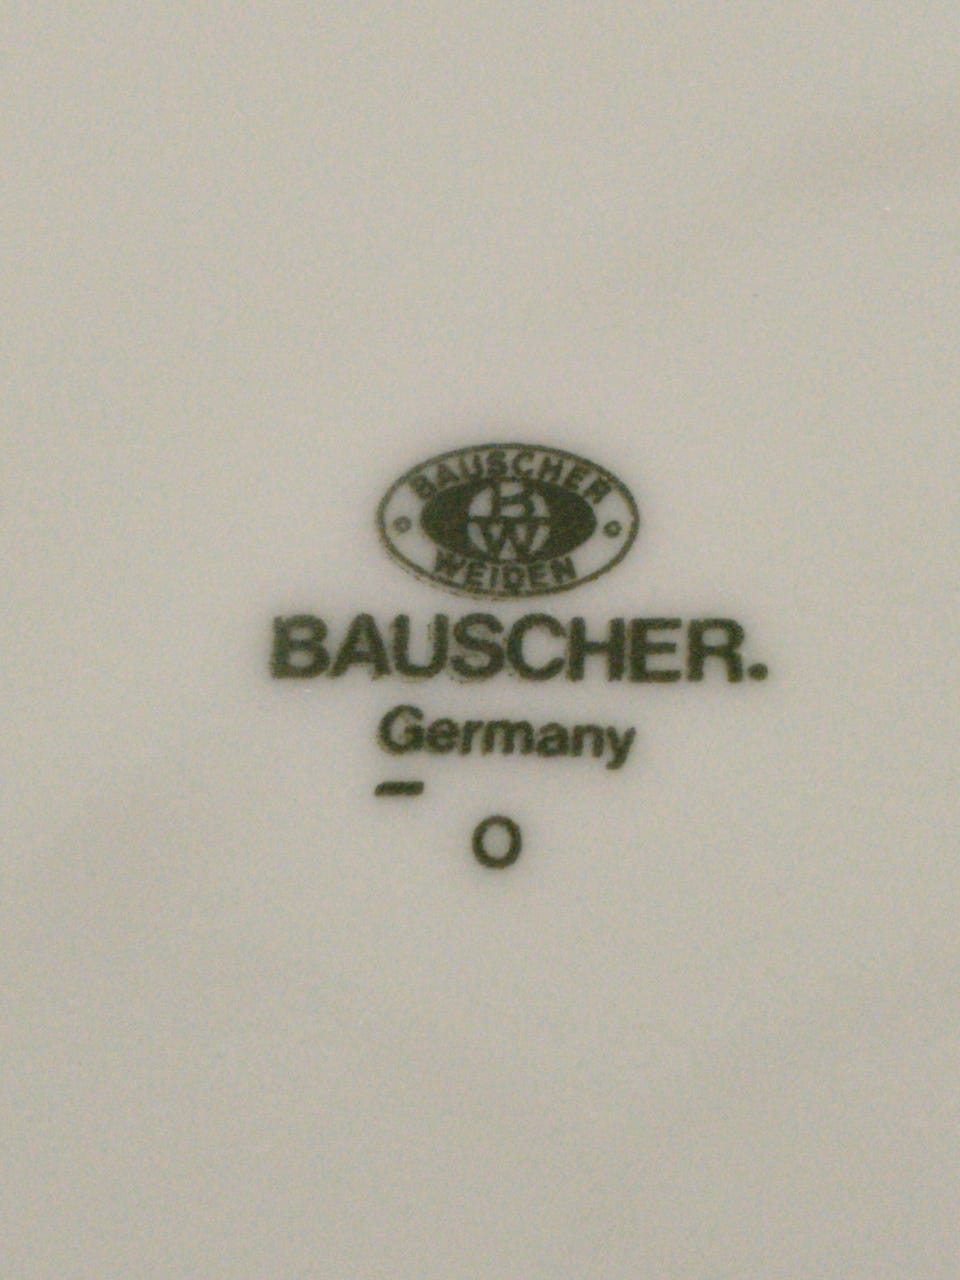 BAUSCHER
BW
WEIDEN
BAUSCHER.
Germany
O